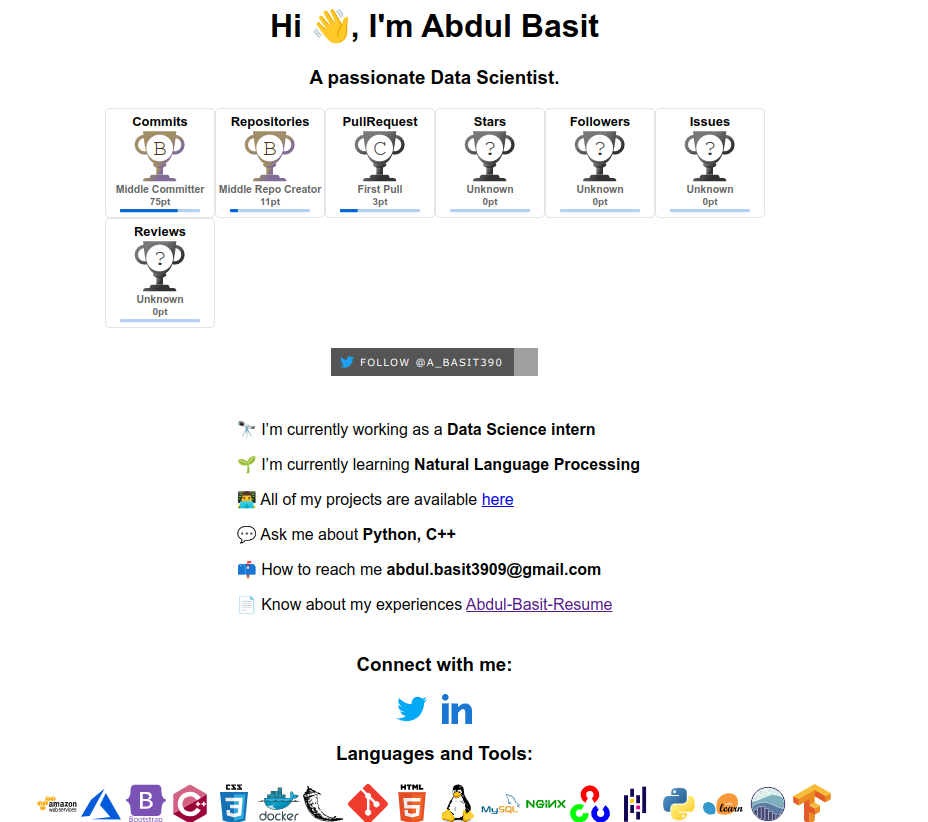 Hi 👋, I'm Abdul Basit
A passionate Data Scientist.
Commits Repositories PullRequest Stars Followers Issues
B B C ? ? ?
Middle Committer Middle Repo Creator First Pull Unknown Unknown Unknown
75pt 11pt 3pt 0pt 0pt 0pt
Reviews
?
Unknown
0pt
FOLLOW @A_BASIT390
🔭 I’m currently working as a Data Science intern
🌱 I’m currently learning Natural Language Processing
👨‍💻 All of my projects are available here
💬 Ask me about Python, C++
📫 How to reach me abdul.basit3909@gmail.com
📄 Know about my experiences Abdul-Basit-Resume
Connect with me:
in
Languages and Tools:
amazon webservices B Bootstrap C++ CSS 3 docker HTML 5 MySQL NGINX learn